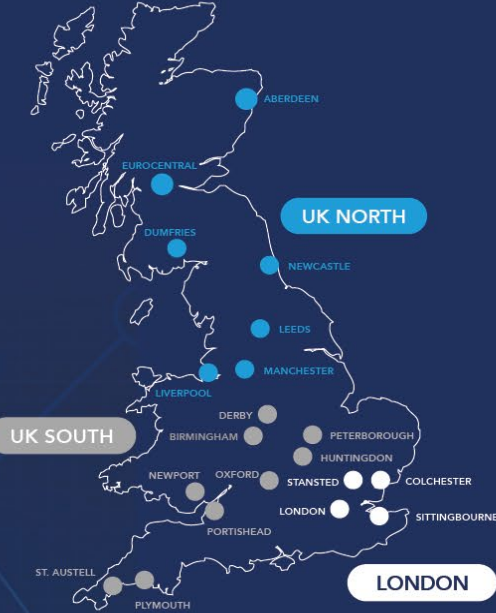 ABERDEEN
EUROCENTRAL
UK NORTH
DUMFRIES
NEWCASTLE
LEEDS
MANCHESTER
LIVERPOOL
DERBY
UK SOUTH
BIRMINGHAM
PETERBOROUGH
HUNTINGDON
NEWPORT
OXFORD
STANSTED
COLCHESTER
LONDON
SITTINGBOURNE
PORTISHEAD
ST. AUSTELL
LONDON
PLYMOUTH